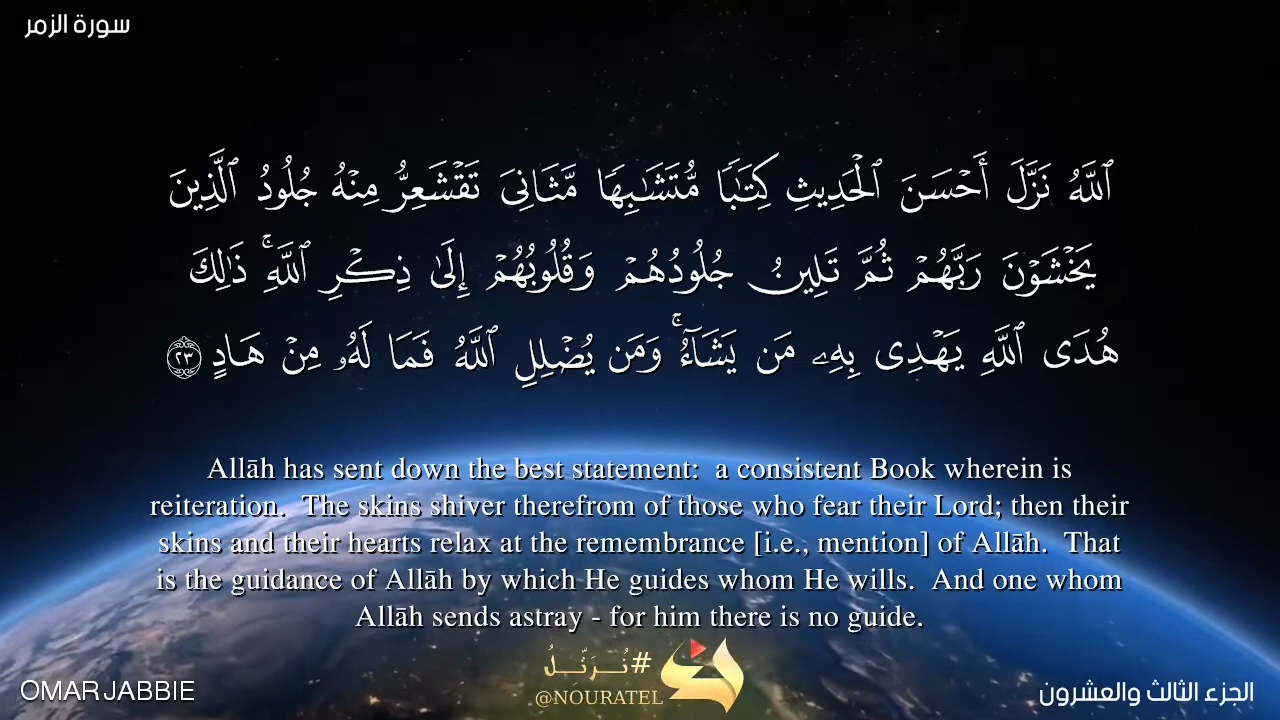 سورة الزمر
ٱللَّهُ نَزَّلَ أَحۡسَنَ ٱلۡحَدِيثِ كِتَٰبٗا مُّتَشَٰبِهٗا مَّثَانِيَ تَقۡشَعِرُّ مِنۡهُ جُلُودُ ٱلَّذِينَ
يَخۡشَوۡنَ رَبَّهُمۡ ثُمَّ تَلِينُ جُلُودُهُمۡ وَقُلُوبُهُمۡ إِلَىٰ ذِكۡرِ ٱللَّهِۚ ذَٰلِكَ
هُدَى ٱللَّهِ يَهۡدِي بِهِۦ مَن يَشَآءُۚ وَمَن يُضۡلِلِ ٱللَّهُ فَمَا لَهُۥ مِنۡ هَادٍ ٢٣
Allāh has sent down the best statement:  a consistent Book wherein is
reiteration.  The skins shiver therefrom of those who fear their Lord; then their
skins and their hearts relax at the remembrance [i.e., mention] of Allāh.  That
is the guidance of Allāh by which He guides whom He wills.  And one whom
Allāh sends astray - for him there is no guide.
#نُرَتِّلُ
@NOURATEL
OMAR JABBIE
الجزء الثالث والعشرون